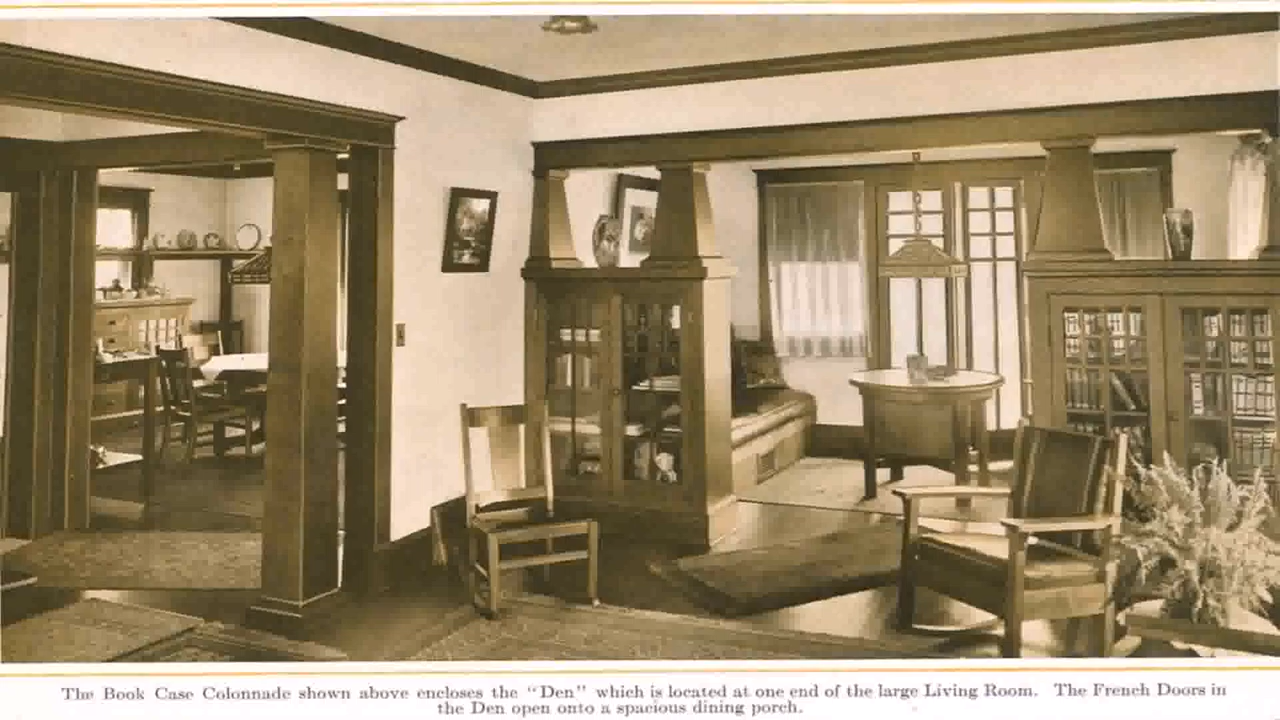 The Book Case Colonnade shown above encloses the "Den" which is located at one end of the large Living Room. The French Doors in
the Den open onto a spacious dining porch.